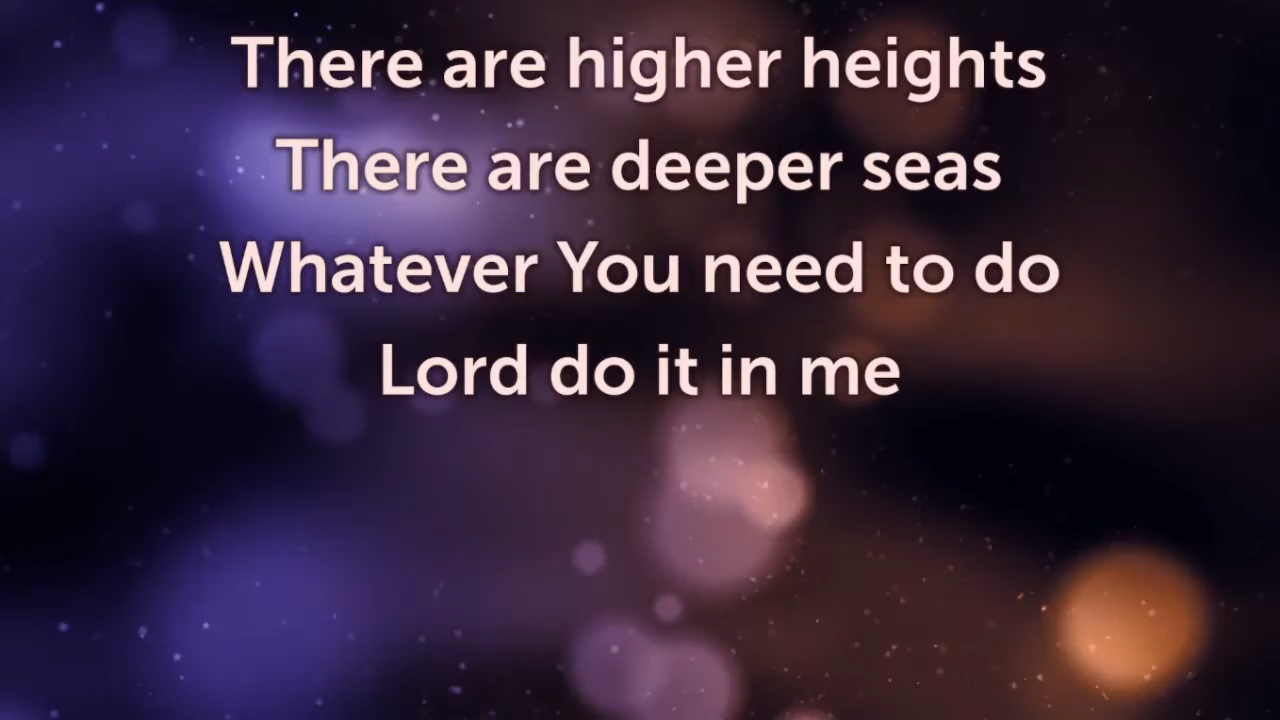 There are higher heights
There are deeper seas
Whatever You need to do
Lord do it in me